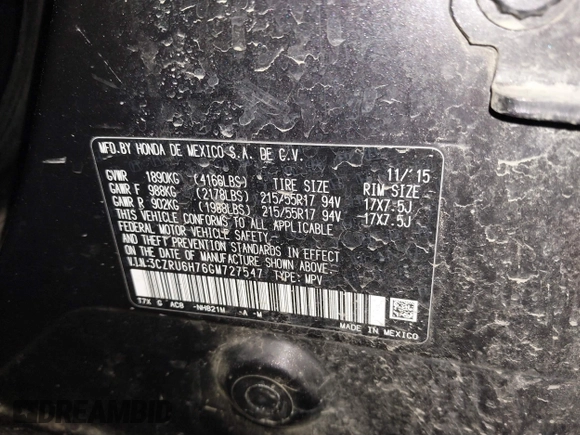 MFD.BY HONDA DE MEXICO S.A. DE C.V.
11/'15
GVWR 1890KG (4166LBS) TIRE SIZE RIM SIZE
GAWR F 988KG (2178LBS) 215/55R17 94V 17X7.5J
GAWR R 902KG (1988LBS) 215/55R17 94V 17X7.5J
THIS VEHICLE CONFORMS TO ALL APPLICABLE
FEDERAL MOTOR VEHICLE SAFETY
AND THEFT PREVENTION STANDARDS IN EFFECT
ON THE DATE OF MANUFACTURE SHOWN ABOVE.
V.I.N.:3CZRU6H76GM727547 TYPE: MPV
T7X G AC8 -NH821M -A -M
MADE IN MEXICO
DREAMBID